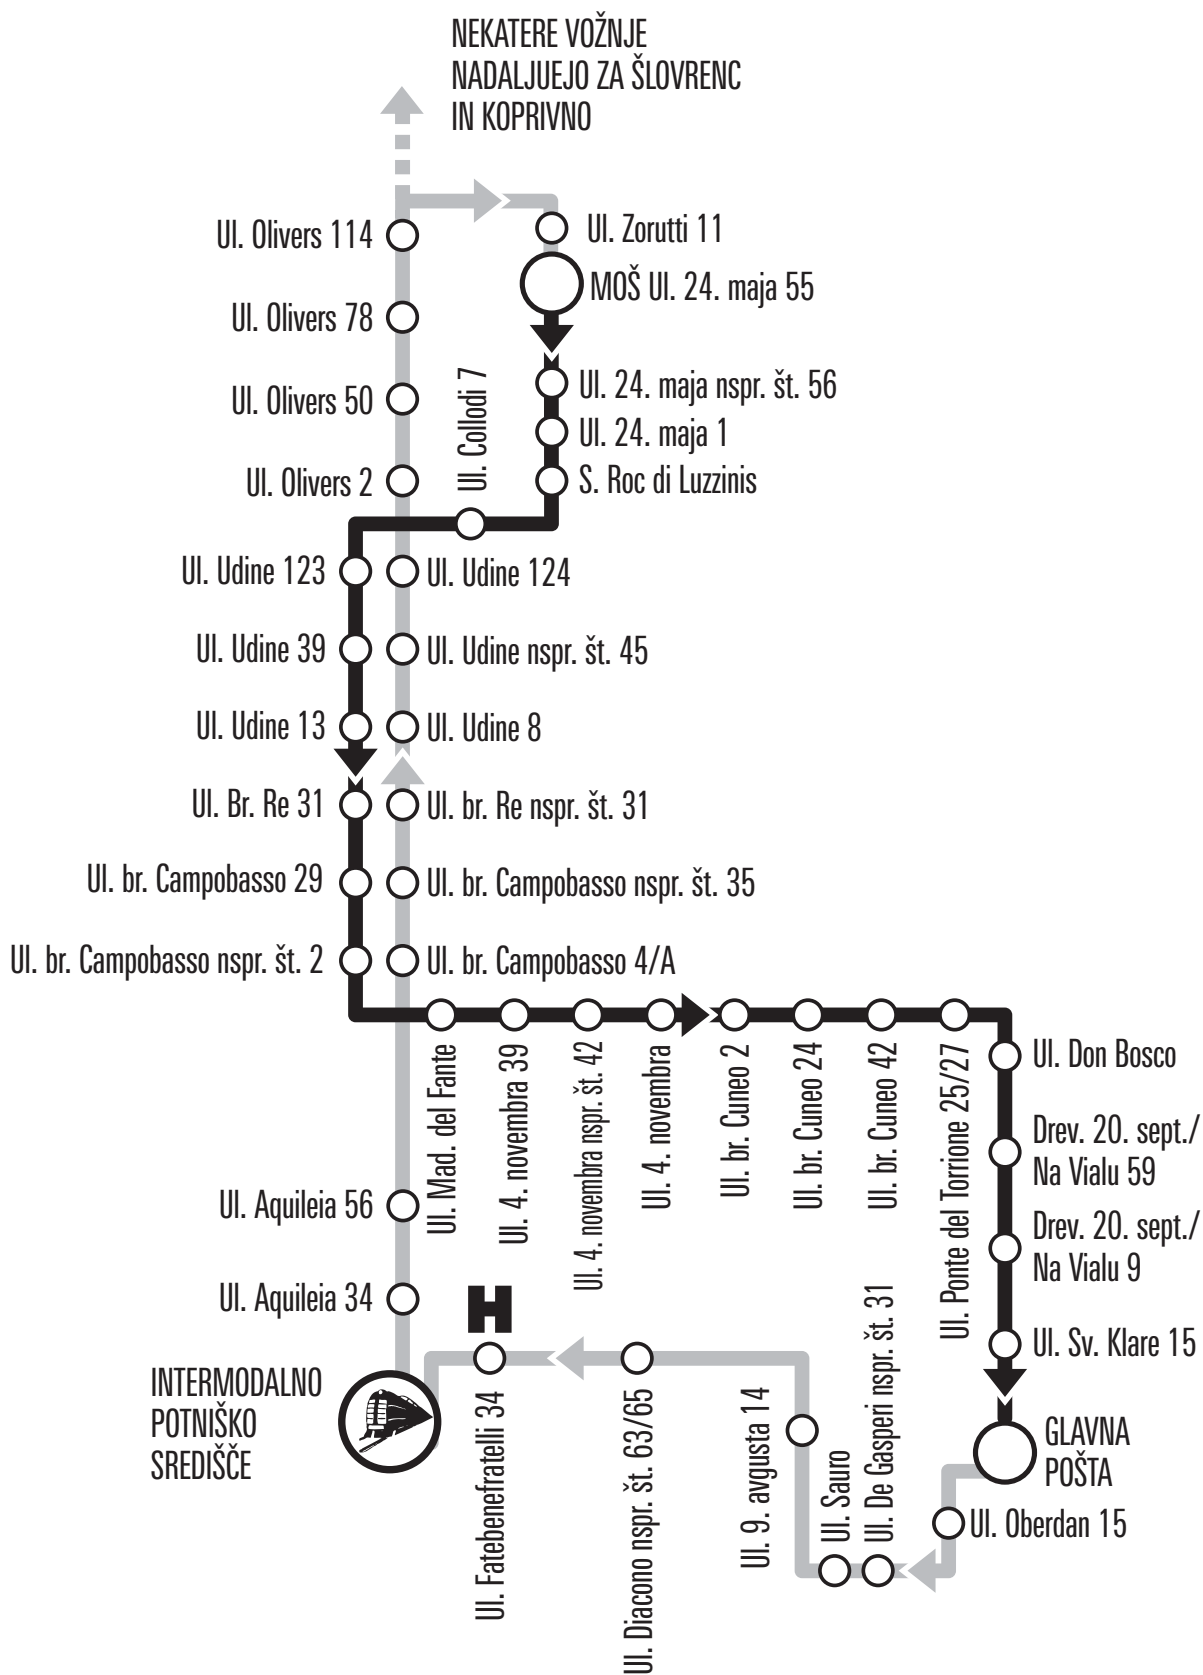 NEKATERE VOŽNJE
NADALJUEJO ZA ŠLOVRENC
IN KOPRIVNO
Ul. Olivers 114
Ul. Zorutti 11
MOŠ Ul. 24. maja 55
Ul. Olivers 78
Ul. 24. maja nspr. št. 56
Ul. Olivers 50
Ul. Collodi 7
Ul. 24. maja 1
Ul. Olivers 2
S. Roc di Luzzinis
Ul. Udine 123
Ul. Udine 124
Ul. Udine 39
Ul. Udine nspr. št. 45
Ul. Udine 13
Ul. Udine 8
Ul. Br. Re 31
Ul. br. Re nspr. št. 31
Ul. br. Campobasso 29
Ul. br. Campobasso nspr. št. 35
Ul. br. Campobasso nspr. št. 2
Ul. br. Campobasso 4/A
Ul. Mad. del Fante
Ul. 4. novembra 39
Ul. 4. novembra nspr. št. 42
Ul. 4. novembra
Ul. br. Cuneo 2
Ul. br. Cuneo 24
Ul. br. Cuneo 42
Ul. Ponte del Torrione 25/27
Ul. Don Bosco
Drev. 20. sept./
Na Vialu 59
Drev. 20. sept./
Na Vialu 9
Ul. Sv. Klare 15
Ul. Aquileia 56
Ul. Aquileia 34
H
INTERMODALNO
POTNIŠKO
SREDIŠČE
Ul. Fatebenefratelli 34
Ul. Diacono nspr. št. 63/65
Ul. 9. avgusta 14
Ul. Sauro
Ul. De Gasperi nspr. št. 31
GLAVNA
POŠTA
Ul. Oberdan 15